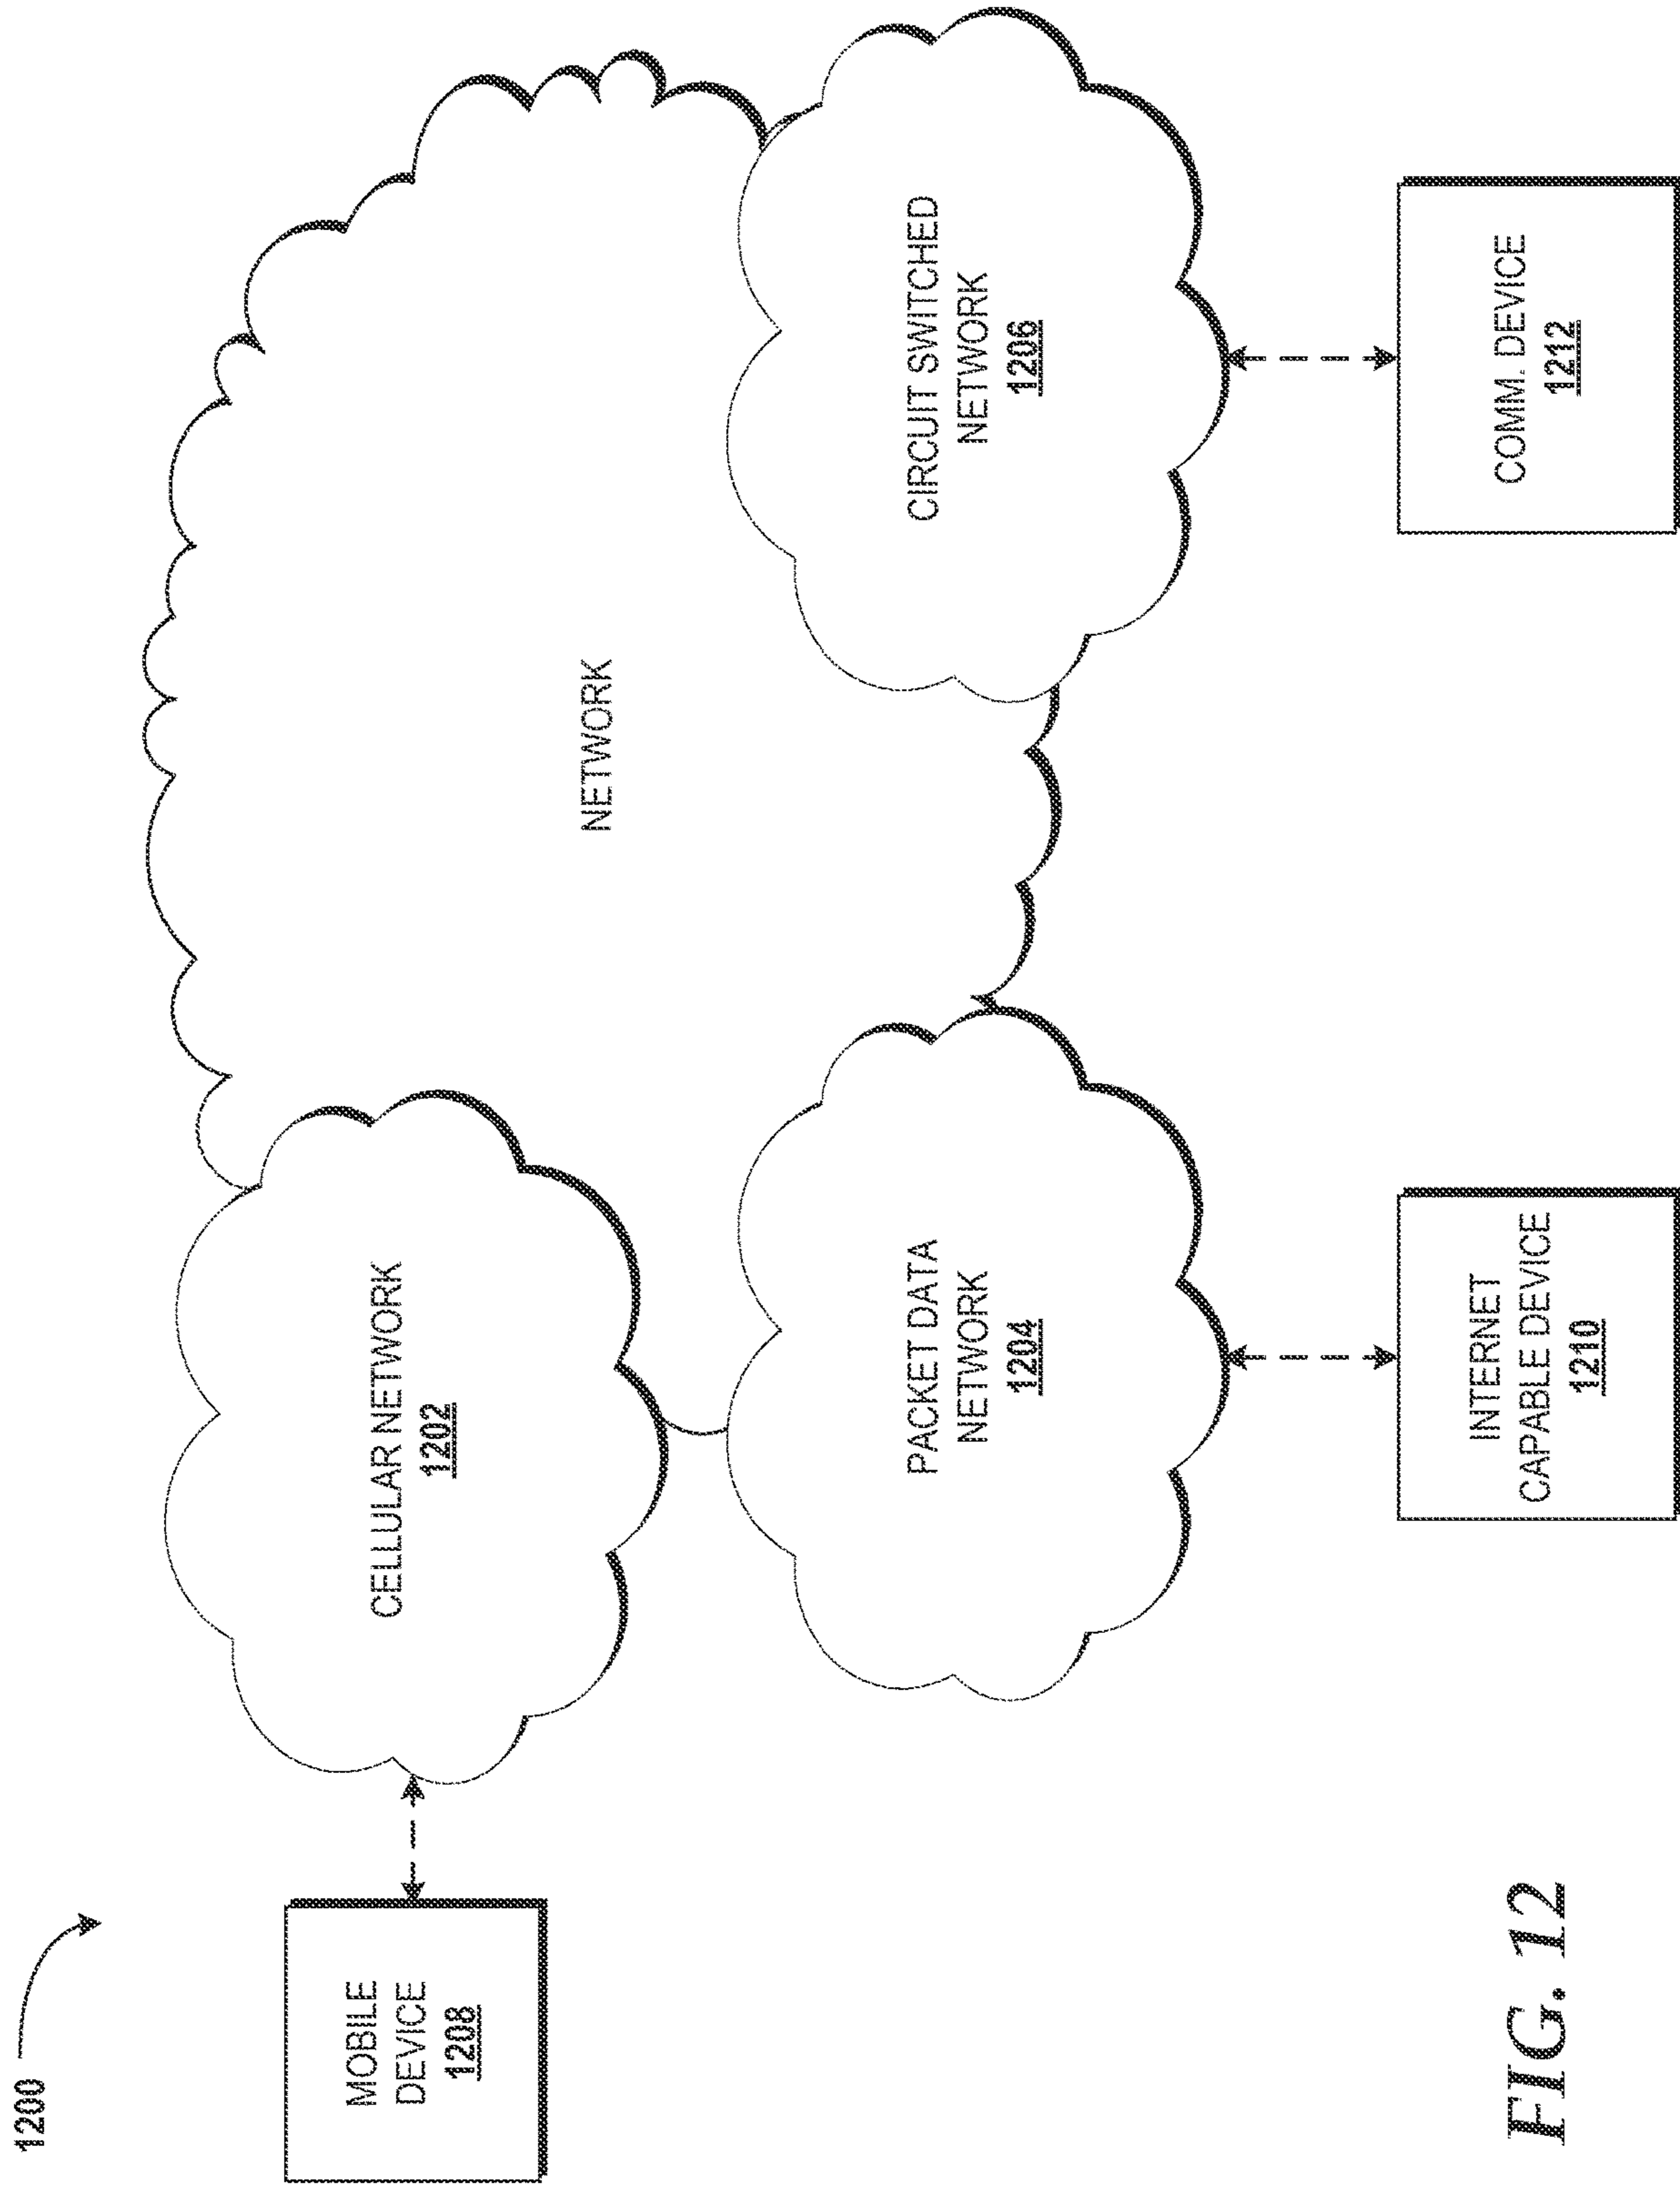 1200
MOBILE
DEVICE
1208
CELLULAR NETWORK
1202
NETWORK
PACKET DATA
NETWORK
1204
CIRCUIT SWITCHED
NETWORK
1206
INTERNET
CAPABLE DEVICE
1210
COMM. DEVICE
1212
FIG. 12